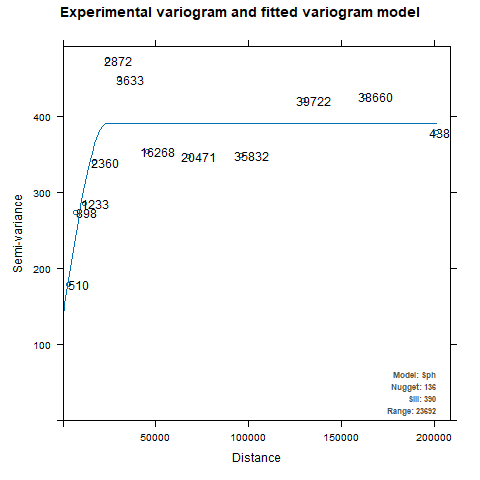 Experimental variogram and fitted variogram model
2872
3633
39722
38660
400
438
16268
20471
35832
2360
300
1233
898
Semi-variance
200
510
100
Model: Sph
Nugget: 136
Sill: 390
Range: 23692
50000 100000 150000 200000
Distance